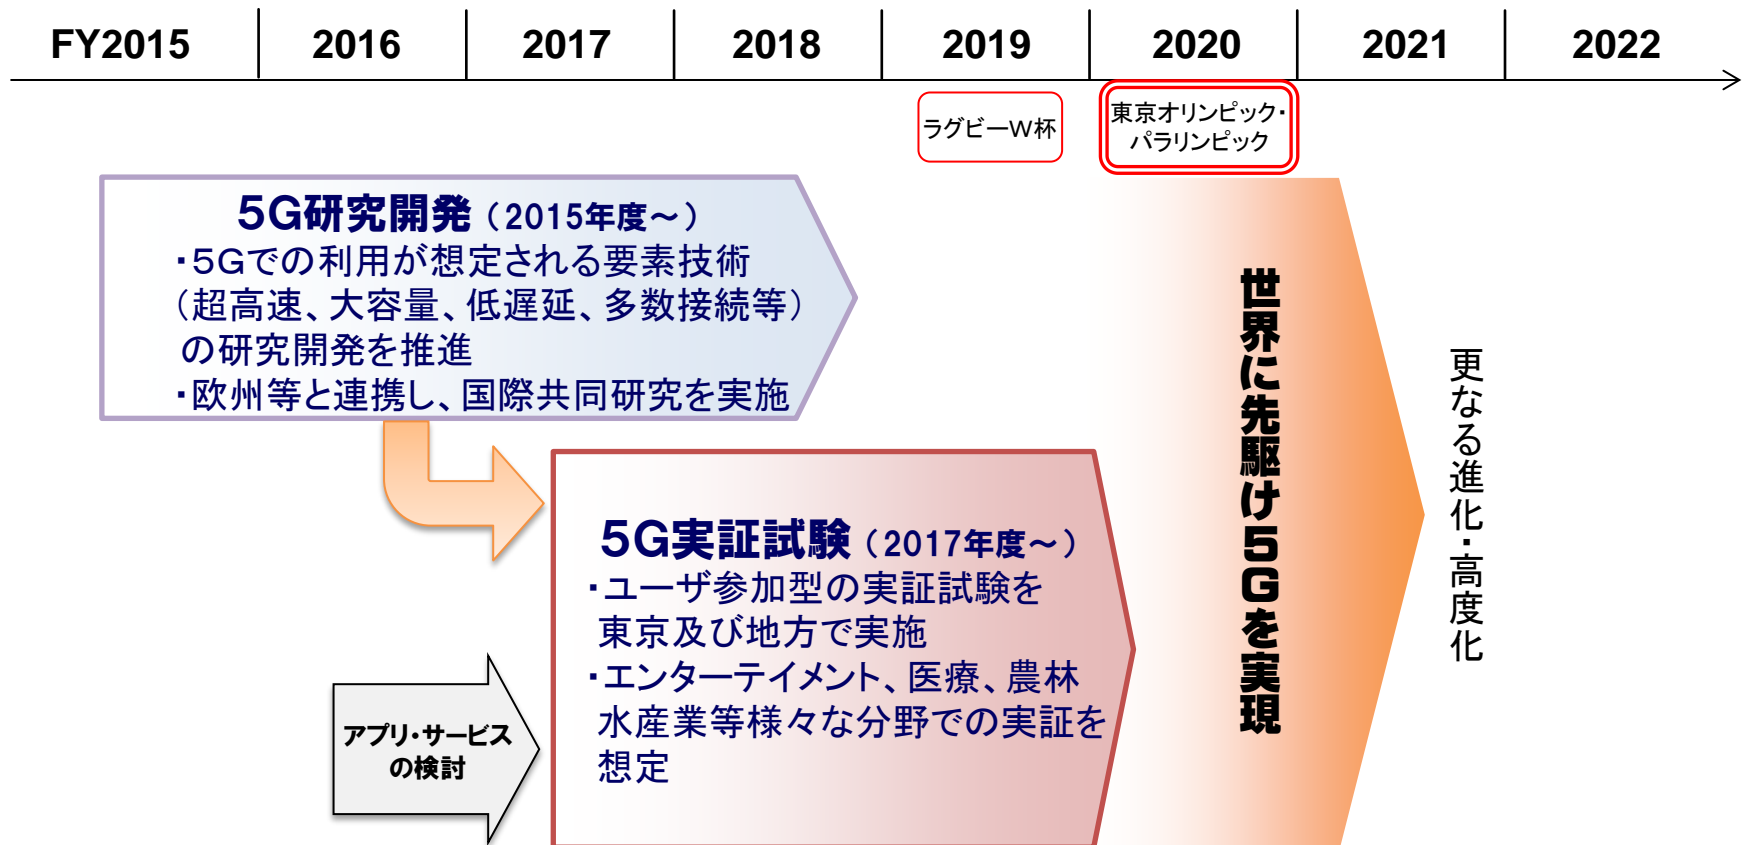 FY2015 2016 2017 2018 2019 2020 2021 2022
ラグビーW杯
東京オリンピック・
パラリンピック
5G研究開発（2015年度～）
・5Gでの利用が想定される要素技術
（超高速、大容量、低遅延、多数接続等）
の研究開発を推進
・欧州等と連携し、国際共同研究を実施
5G実証試験（2017年度～）
・ユーザ参加型の実証試験を
東京及び地方で実施
・エンターテイメント、医療、農林
水産業等様々な分野での実証を
想定
アプリ・サービス
の検討
世界に先駆け5Gを実現
更なる進化・高度化